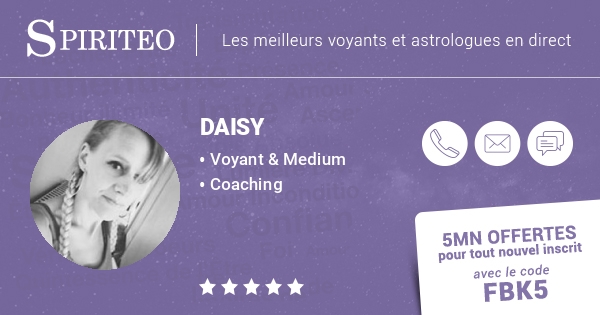 SPIRITEO
Les meilleurs voyants et astrologues en direct
DAISY
• Voyant & Medium
• Coaching
5MN OFFERTES
pour tout nouvel inscrit
avec le code
FBK5